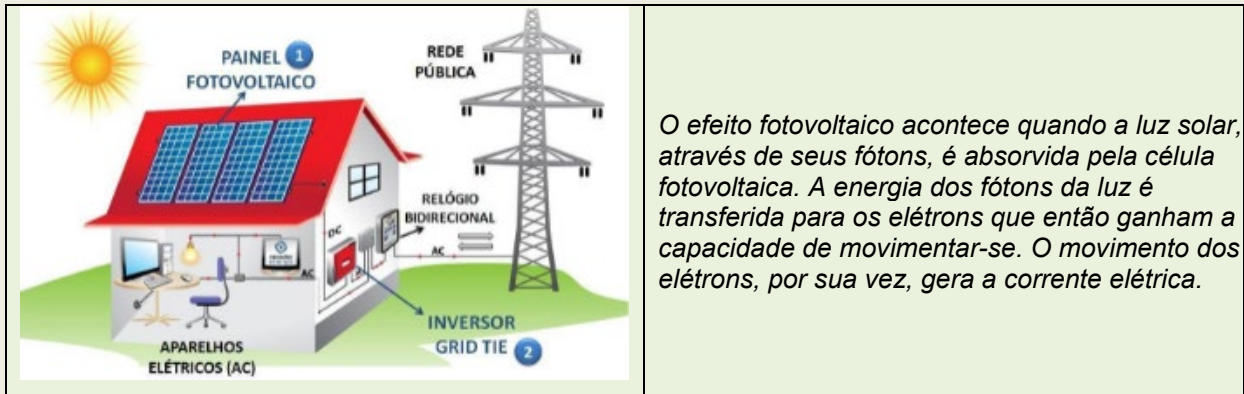 PAINEL 1
FOTOVOLTAICO
REDE
PÚBLICA
RELÓGIO
BIDIRECIONAL
DC
AC
AC
INVERSOR
GRID TIE 2
APARELHOS
ELÉTRICOS (AC)
O efeito fotovoltaico acontece quando a luz solar,
através de seus fótons, é absorvida pela célula
fotovoltaica. A energia dos fótons da luz é
transferida para os elétrons que então ganham a
capacidade de movimentar-se. O movimento dos
elétrons, por sua vez, gera a corrente elétrica.